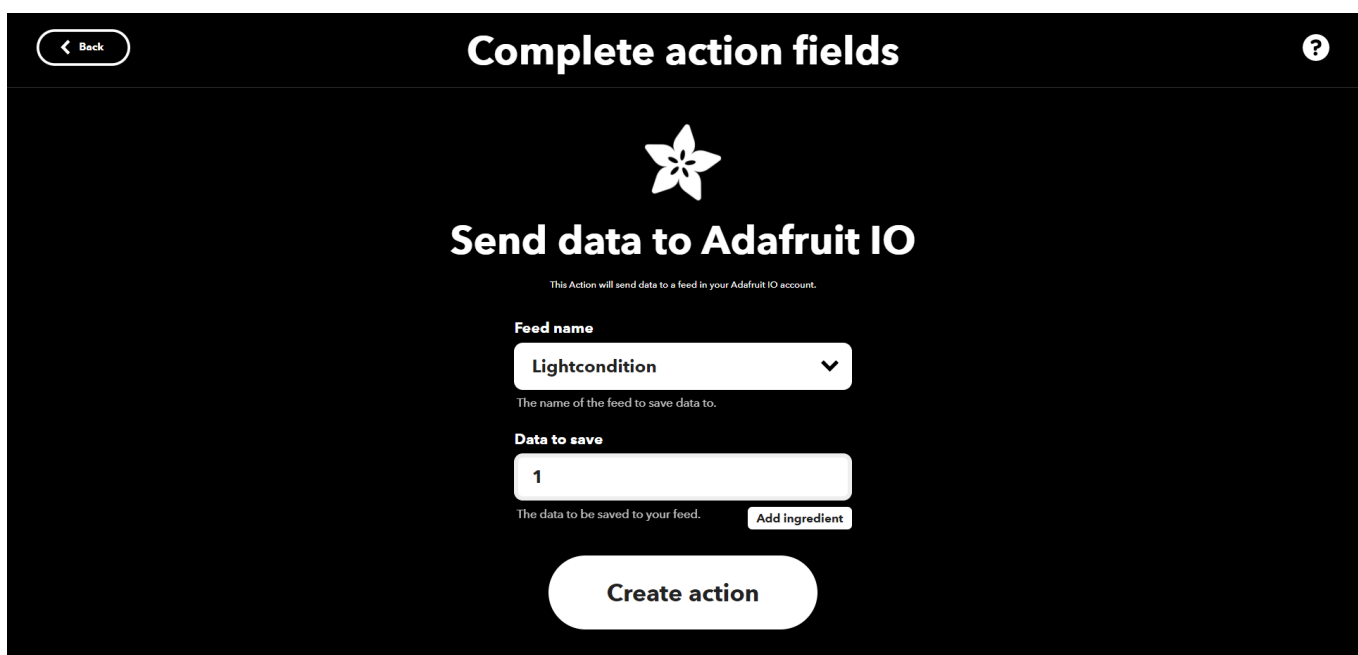 Back
Complete action fields
?
Send data to Adafruit IO
This Action will send data to a feed in your Adafruit IO account.
Feed name
Lightcondition
The name of the feed to save data to.
Data to save
1
The data to be saved to your feed.
Add ingredient
Create action